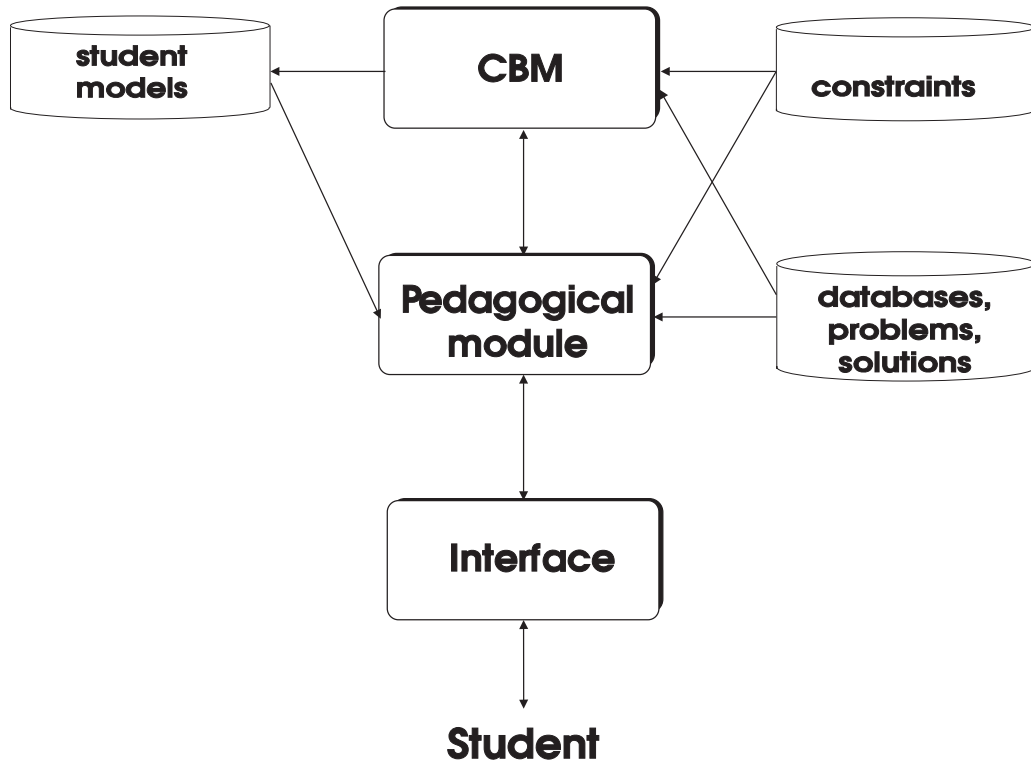 student
models
CBM
constraints
Pedagogical
module
databases,
problems,
solutions
Interface
Student